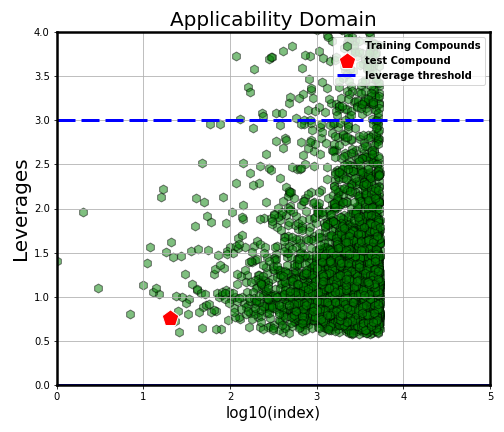 Applicability Domain
Training Compounds
test Compound
leverage threshold
Leverages
4.0
3.5
3.0
2.5
2.0
1.5
1.0
0.5
0.0
0 1 2 3 4 5
log10(index)